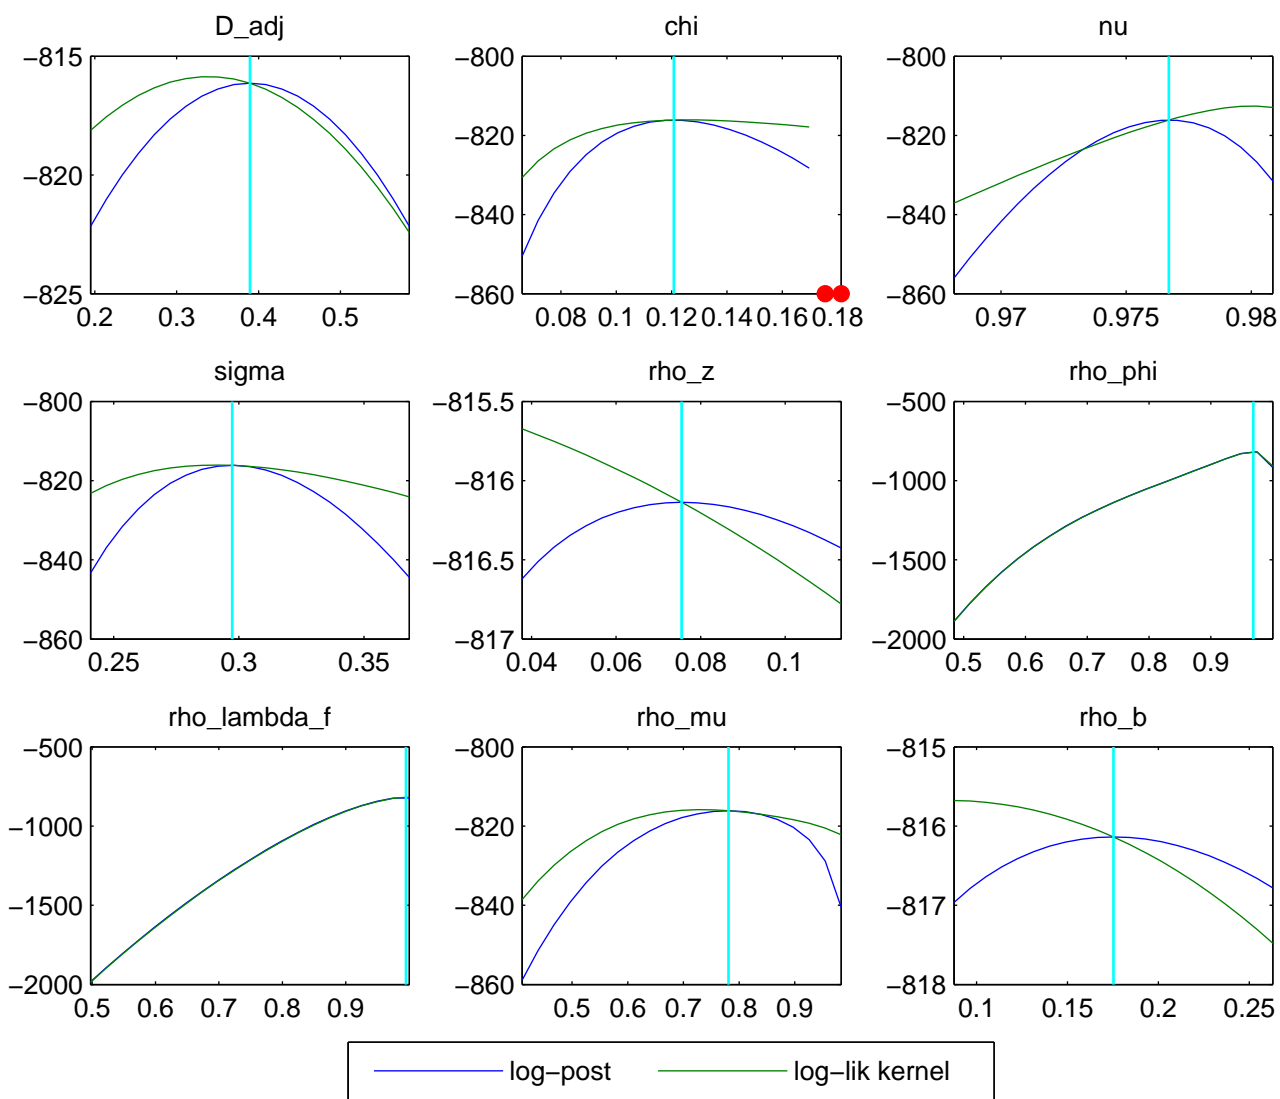 D_adj
chi
nu
−815
−820
−825
0.2 0.3 0.4 0.5
−800
−820
−840
−860
0.08 0.1 0.12 0.14 0.16 0.18
−800
−820
−840
−860
0.97 0.975 0.98
sigma
rho_z
rho_phi
−800
−820
−840
−860
0.25 0.3 0.35
−815.5
−816
−816.5
−817
0.04 0.06 0.08 0.1
−500
−1000
−1500
−2000
0.5 0.6 0.7 0.8 0.9
rho_lambda_f
rho_mu
rho_b
−500
−1000
−1500
−2000
0.5 0.6 0.7 0.8 0.9
−800
−820
−840
−860
0.5 0.6 0.7 0.8 0.9
−815
−816
−817
−818
0.1 0.15 0.2 0.25
log−post
log−lik kernel